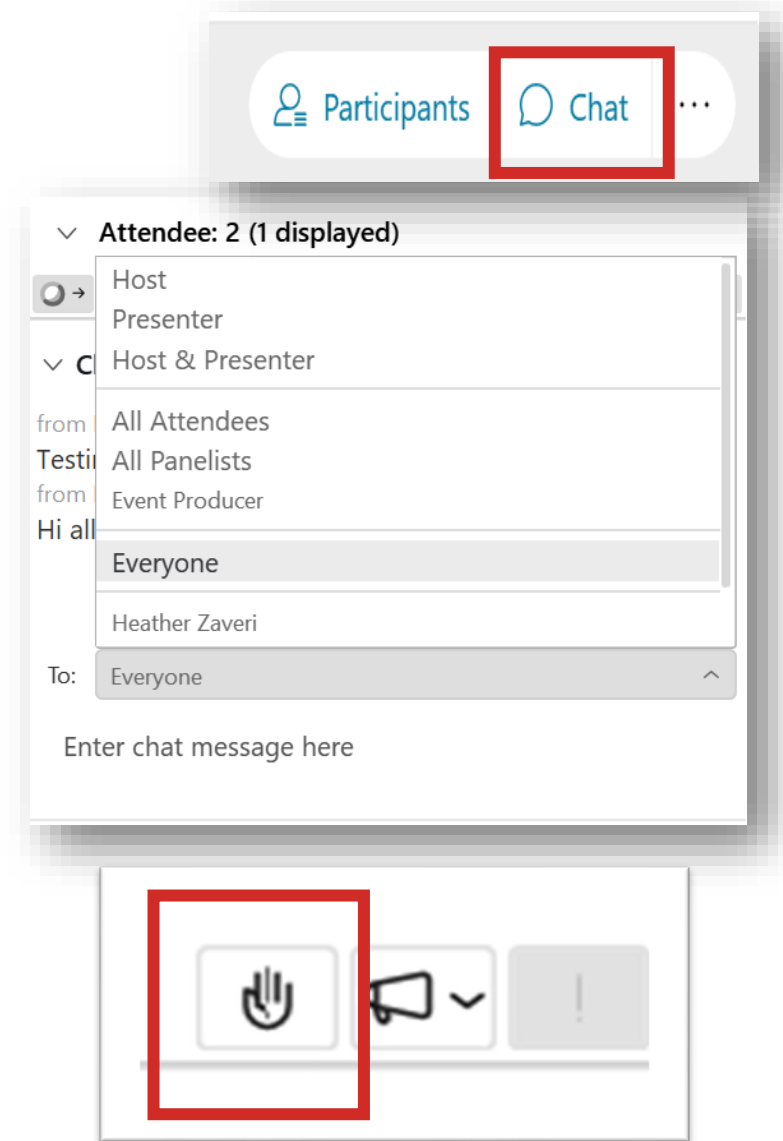 Participants Chat ...
Attendee: 2 (1 displayed)
Host
Presenter
Host & Presenter
from
All Attendees
All Panelists
from
Event Producer
Hi all
Everyone
Heather Zaveri
To: Everyone
Enter chat message here